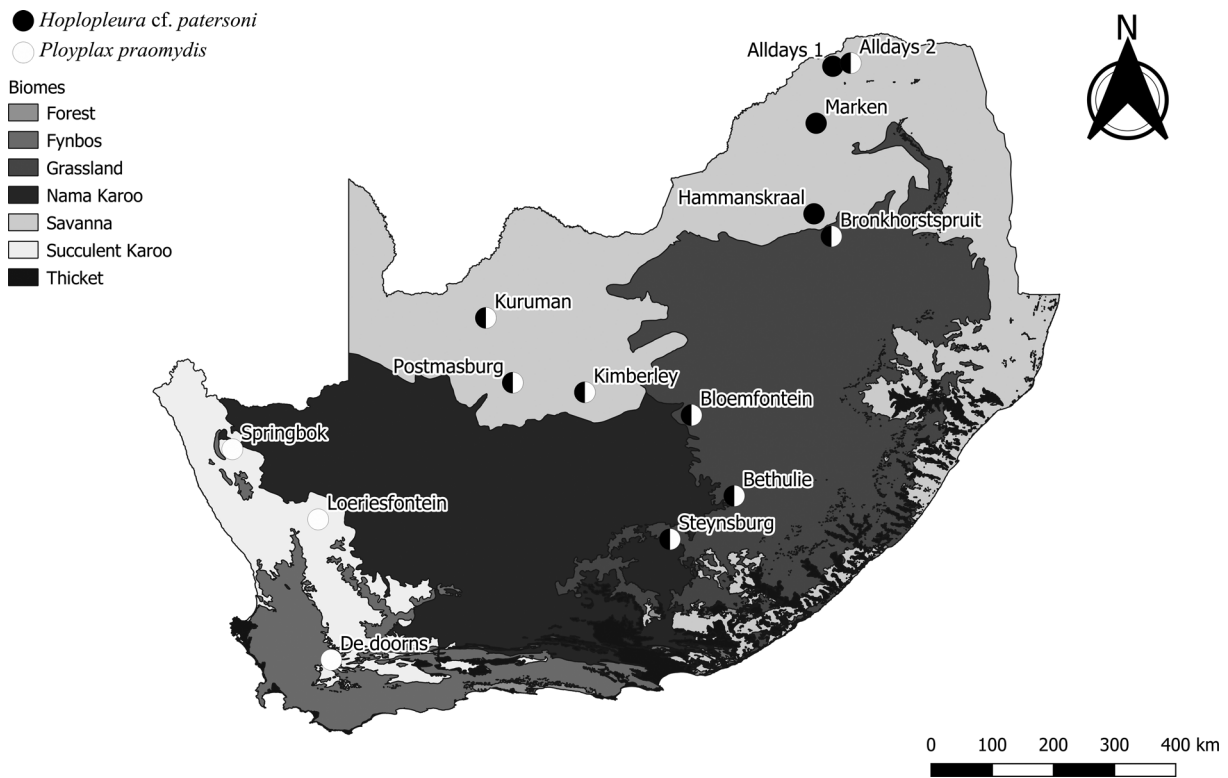 Hoplopleura cf. patersoni
Ployplax praomydis
Biomes
Forest
Fynbos
Grassland
Nama Karoo
Savanna
Succulent Karoo
Thicket
N
Alldays 1
Alldays 2
Marken
Hammanskraal
Bronkhorstspruit
Kuruman
Postmasburg
Kimberley
Bloemfontein
Springbok
Bethulie
Loeriesfontein
Steynsburg
De doorns
0 100 200 300 400 km